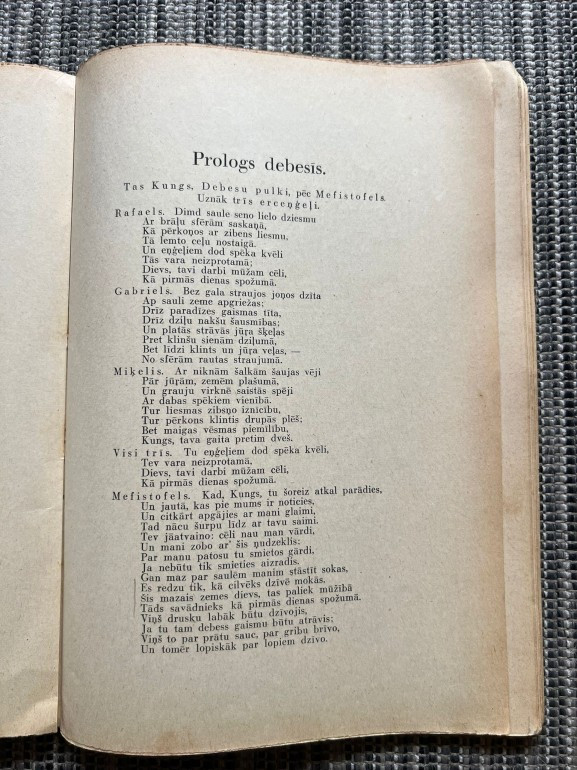 Prologs debesīs.
Tas Kungs, Debesu pulki, pēc Mefistofels.
Uznāk trīs erceņģeļi.
Rafaels. Dimd saule seno lielo dziesmu
Ar brāļu sfērām saskaņā,
Kā pērkoņos ar zibens liesmu,
Tā lemto ceļu nostaigā.
Un eņģeļiem dod spēka kvēli
Tās vara neizprotamā;
Dievs, tavi darbi mūžam cēli,
Kā pirmās dienas spožumā.
Gabriels. Bez gala straujos joņos dzīta
Ap sauli zeme apgriežas;
Drīz paradīzes gaismas tīta,
Drīz dziļu nakšu šausmības;
Un platās strāvās jūŗa šķeļas
Pret klinšu sienām dziļumā,
Bet līdzi klints un jūŗa veļas, —
No sfērām rautas straujumā.
Miķelis. Ar niknām šalkām šaujas vēji
Pār jūŗām, zemēm plašumā,
Un grauju virknē saistās spēji
Ar dabas spēkiem vienībā.
Tur liesmas zibsņo iznīcību,
Tur pērkons klintis drupās plēš;
Bet maigas vēsmas piemīlību,
Kungs, tava gaita pretim dveš.
Visi trīs. Tu eņģeļiem dod spēka kvēli,
Tev vara neizprotamā,
Dievs, tavi darbi mūžam cēli,
Kā pirmās dienas spožumā.
Mefistofels. Kad, Kungs, tu šoreiz atkal parādies,
Un jautā, kas pie mums ir noticies,
Un citkārt apgājies ar mani glaimi,
Tad nācu šurpu līdz ar tavu saimi.
Tev jāatvaino: cēli nau man vārdi,
Un mani zobo ar' šis ņudzeklis;
Par manu patosu tu smietos gārdi,
Ja nebūtu tik smieties aizradis.
Gan maz par saulēm manim stāstīt sokas,
Es redzu tik, kā cilvēks dzīvē mokās.
Šis mazais zemes dievs, tas paliek mūžībā
Tāds savādnieks kā pirmās dienas spožumā.
Viņš drusku labāk būtu dzīvojis,
Ja tu tam debess gaismu būtu atrāvis;
Viņš to par prātu sauc, par gribu brīvo,
Un tomēr lopiskāk par lopiem dzīvo.